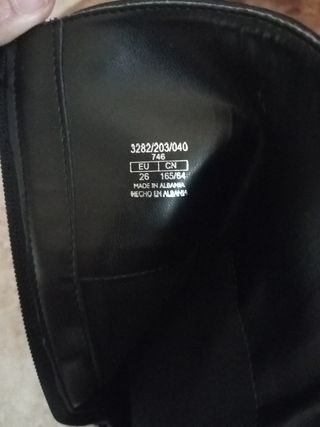 3282/203/040
746
EU CN
26 165/64
MADE IN ALBANIA
HECHO EN ALBANIA